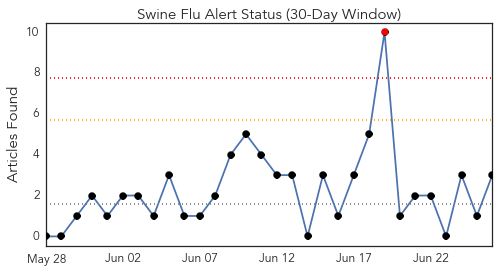 Swine Flu Alert Status (30-Day Window)
Articles Found
10
8
6
4
2
0
May 28
Jun 02
Jun 07
Jun 12
Jun 17
Jun 22